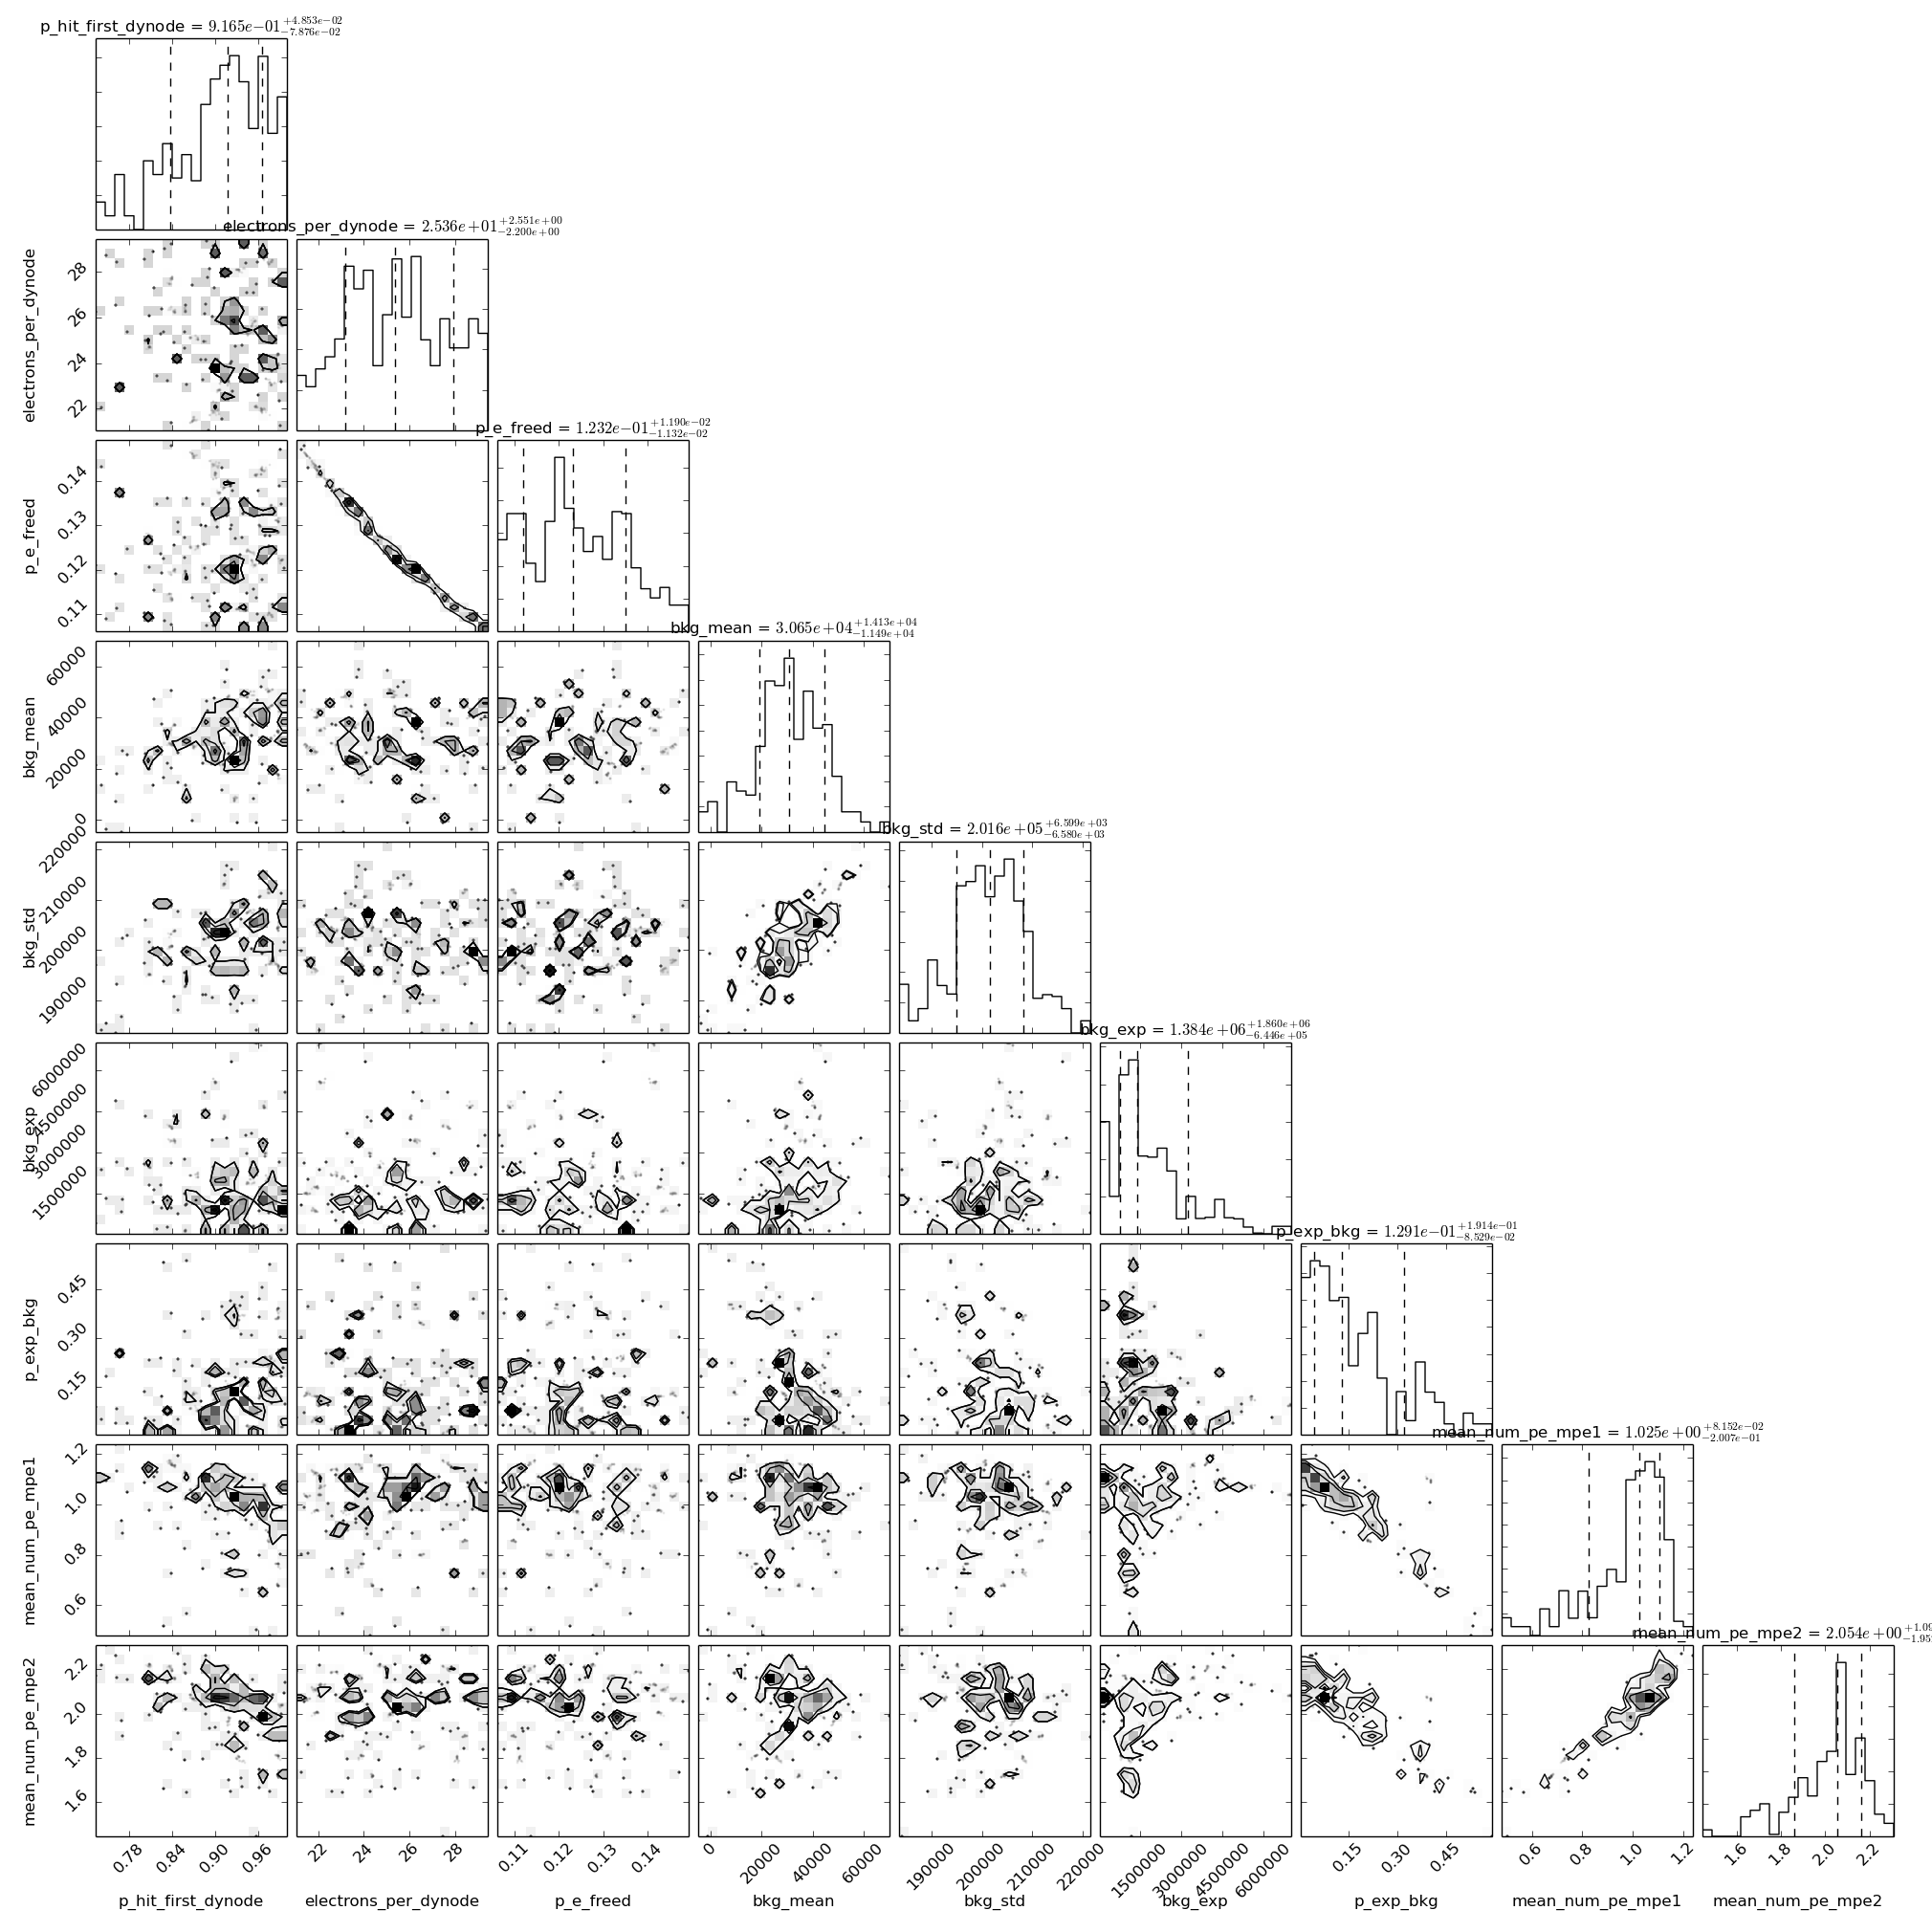 p_hit_first_dynode = 9.165e−01 +4.853e−02 −7.876e−02
electrons_per_dynode = 2.536e+01 +2.551e+00 −2.200e+00
p_e_freed = 1.232e−01 +1.190e−02 −1.132e−02
bkg_mean = 3.065e+04 +1.413e+04 −1.149e+04
bkg_std = 2.016e+05 +6.599e+03 −6.580e+03
bkg_exp = 1.384e+06 +1.860e+06 −6.446e+05
p_exp_bkg = 1.291e−01 +1.914e−01 −8.529e−02
mean_num_pe_mpe1 = 1.025e+00 +8.152e−02 −2.007e−01
mean_num_pe_mpe2 = 2.054e+00 +1.09 −1.95
electrons_per_dynode
28
26
24
22
p_e_freed
0.14
0.13
0.12
0.11
bkg_mean
60000
40000
20000
0
bkg_std
220000
210000
200000
190000
bkg_exp
6000000
4500000
3000000
1500000
p_exp_bkg
0.45
0.30
0.15
mean_num_pe_mpe1
1.2
1.0
0.8
0.6
mean_num_pe_mpe2
2.2
2.0
1.8
1.6
0.78 0.84 0.90 0.96
22 24 26 28
0.11 0.12 0.13 0.14
0 20000 40000 60000
190000 200000 210000 220000
1500000 3000000 4500000 6000000
0.15 0.30 0.45
0.6 0.8 1.0 1.2
1.6 1.8 2.0 2.2
p_hit_first_dynode electrons_per_dynode p_e_freed bkg_mean bkg_std bkg_exp p_exp_bkg mean_num_pe_mpe1 mean_num_pe_mpe2